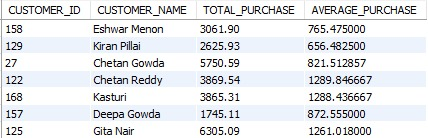 CUSTOMER_ID CUSTOMER_NAME TOTAL_PURCHASE AVERAGE_PURCHASE
158 Eshwar Menon 3061.90 765.475000
129 Kiran Pillai 2625.93 656.482500
27 Chetan Gowda 5750.59 821.512857
122 Chetan Reddy 3869.54 1289.846667
168 Kasturi 3865.31 1288.436667
157 Deepa Gowda 1745.11 872.555000
125 Gita Nair 6305.09 1261.018000